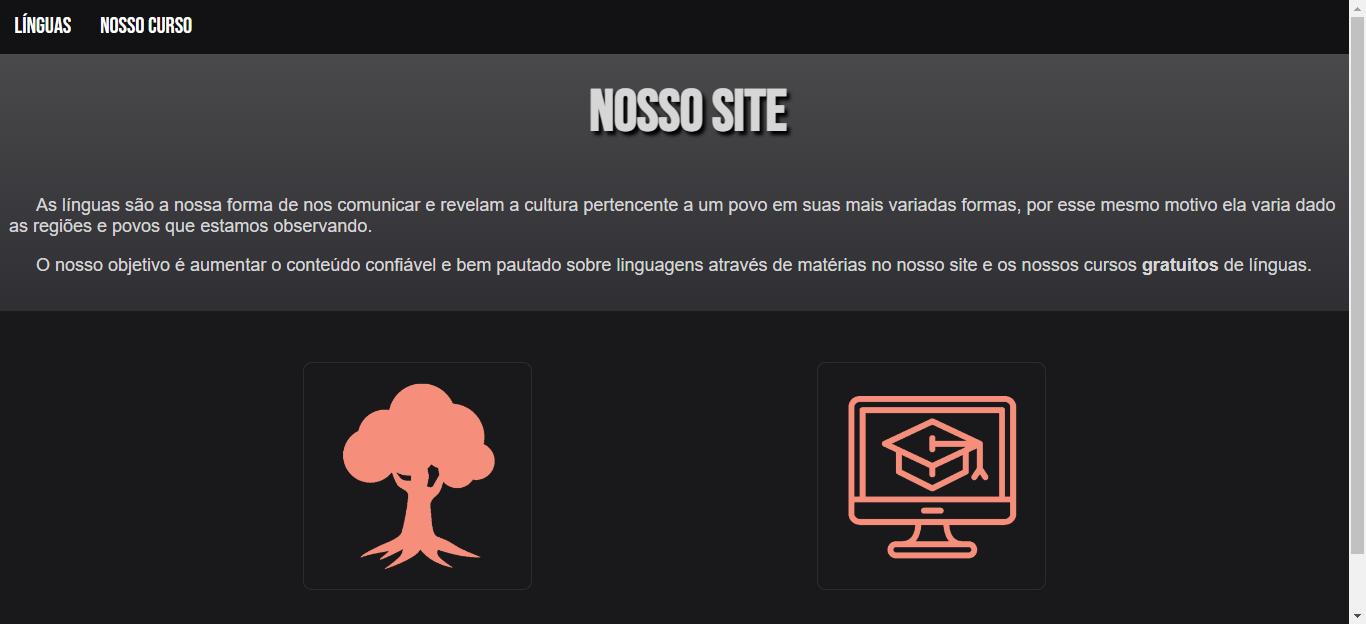 LÍNGUAS NOSSO CURSO
NOSSO SITE
As línguas são a nossa forma de nos comunicar e revelam a cultura pertencente a um povo em suas mais variadas formas, por esse mesmo motivo ela varia dado
as regiões e povos que estamos observando.
O nosso objetivo é aumentar o conteúdo confiável e bem pautado sobre linguagens através de matérias no nosso site e os nossos cursos gratuitos de línguas.